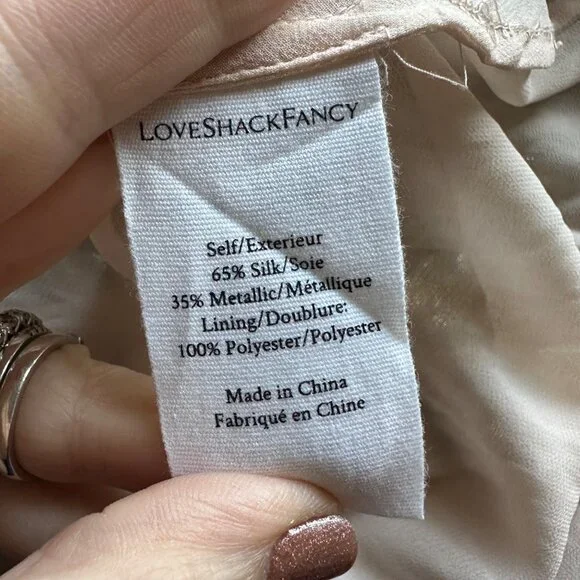 LOVESHACKFANCY
Self/Exterieur
65% Silk/Soie
35% Metallic/Métallique
Lining/Doublure:
100% Polyester/Polyester
Made in China
Fabriqué en Chine